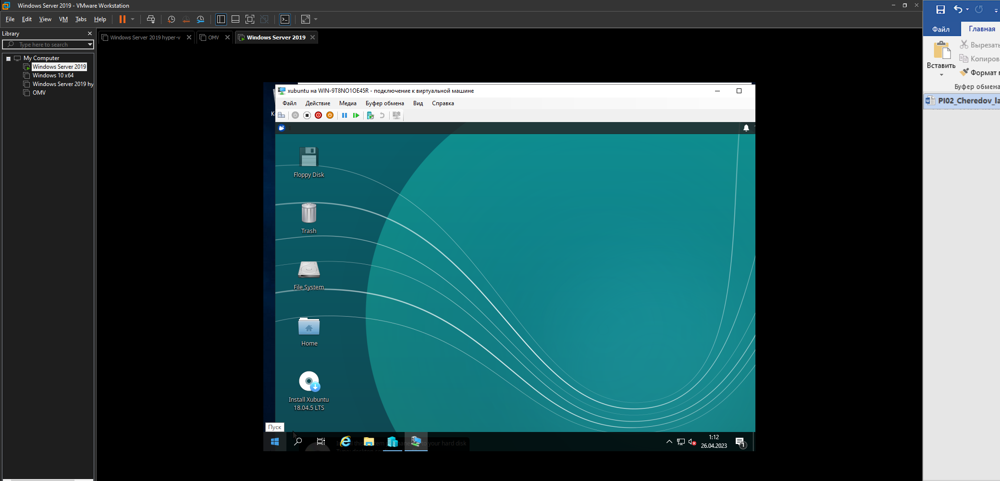 Windows Server 2019 - VMware Workstation
File Edit View VM Tabs Help
Library
Type here to search
My Computer
Windows Server 2019
Windows 10 x64
Windows Server 2019 hy
OMV
Windows Server 2019 hyper-v
OMV
Windows Server 2019
xubuntu на WIN-9T8NO1OE45R - подключение к виртуальной машине
Файл Действие Медиа Буфер обмена Вид Справка
Floppy Disk
Trash
File System
Home
Install Xubuntu
18.04.5 LTS
Пуск
your hard disk
1:12
26.04.2023
1
Файл Главная
Вставить
Вырезать
Копиров
Формат
Буфер обмена
PI02_Cheredov_la